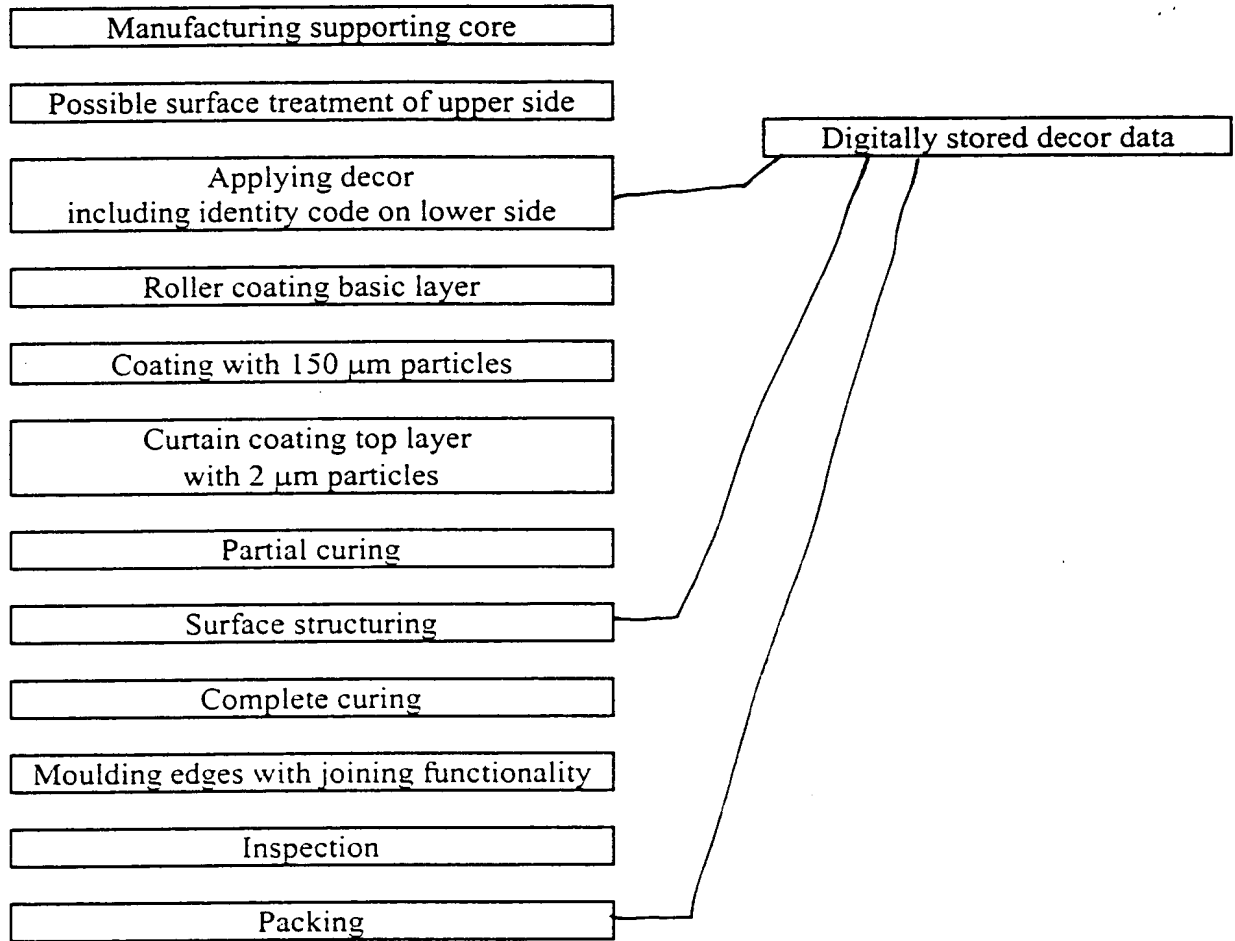 Manufacturing supporting core
Possible surface treatment of upper side
Digitally stored decor data
Applying decor
including identity code on lower side
Roller coating basic layer
Coating with 150 µm particles
Curtain coating top layer
with 2 µm particles
Partial curing
Surface structuring
Complete curing
Moulding edges with joining functionality
Inspection
Packing